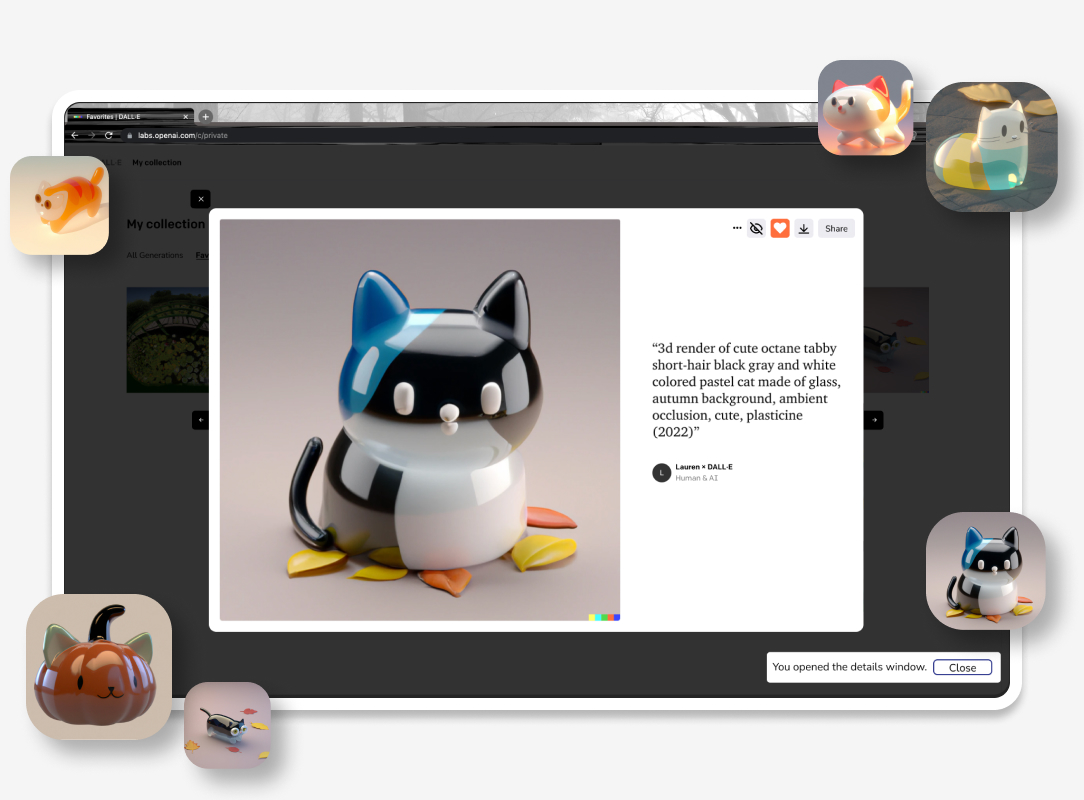 Favorites | DALL·E
labs.openai.com/c/private
My collection
My collection
All Generations
Share
“3d render of cute octane tabby
short-hair black gray and white
colored pastel cat made of glass,
autumn background, ambient
occlusion, cute, plasticine
(2022)”
L
Lauren × DALL·E
Human & AI
You opened the details window.
Close